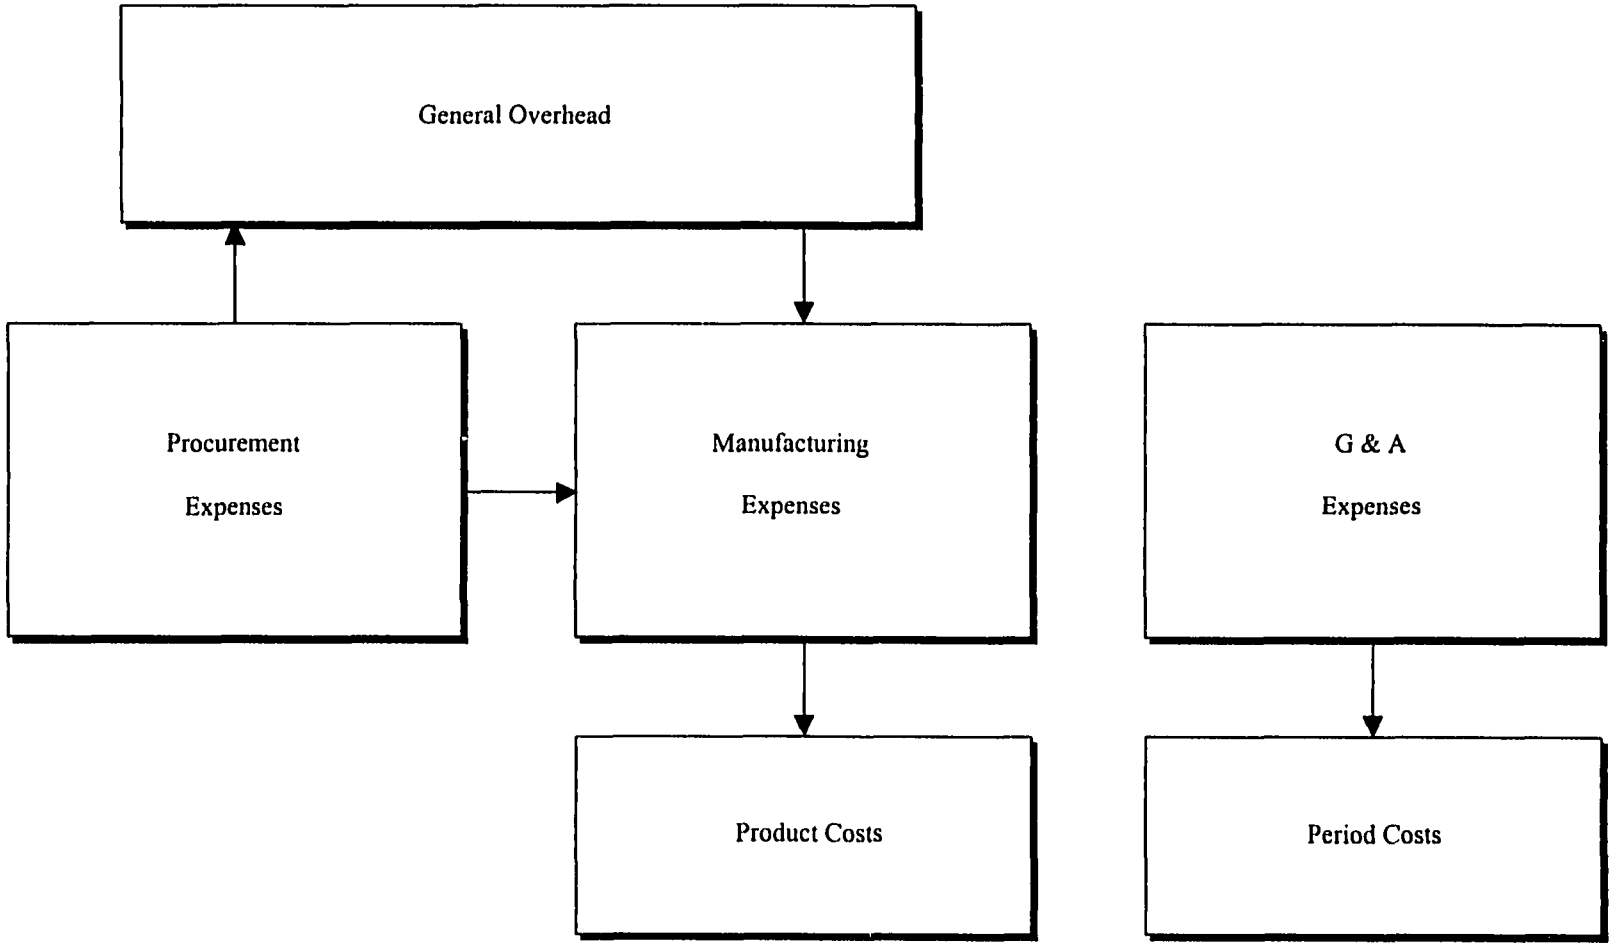 General Overhead
Procurement
Expenses
Manufacturing
Expenses
G & A
Expenses
Product Costs
Period Costs